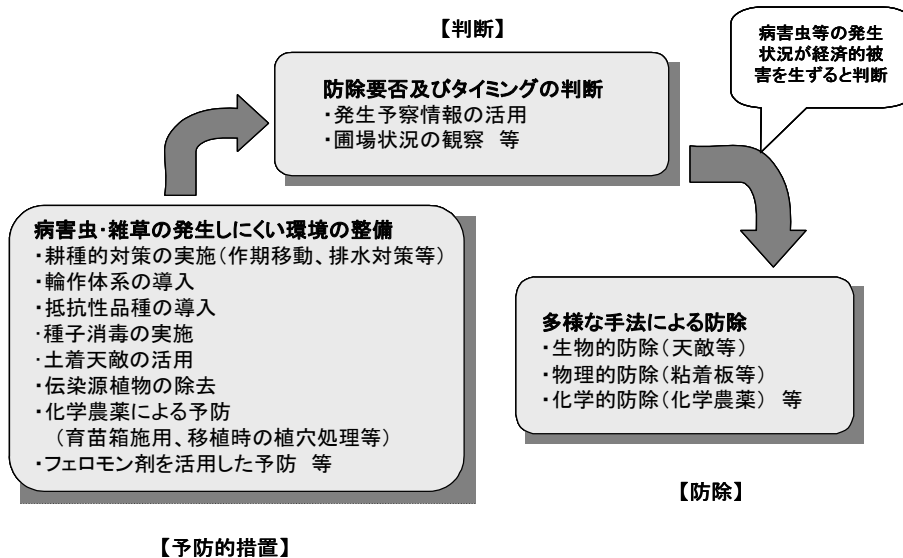 【判断】
病害虫等の発生
状況が経済的被
害を生ずると判断
防除要否及びタイミングの判断
・発生予察情報の活用
・圃場状況の観察 等
病害虫・雑草の発生しにくい環境の整備
・耕種的対策の実施(作期移動、排水対策等)
・輪作体系の導入
・抵抗性品種の導入
・種子消毒の実施
・土着天敵の活用
・伝染源植物の除去
・化学農薬による予防
(育苗箱施用、移植時の植穴処理等)
・フェロモン剤を活用した予防 等
【予防的措置】
多様な手法による防除
・生物的防除(天敵等)
・物理的防除(粘着板等)
・化学的防除(化学農薬) 等
【防除】